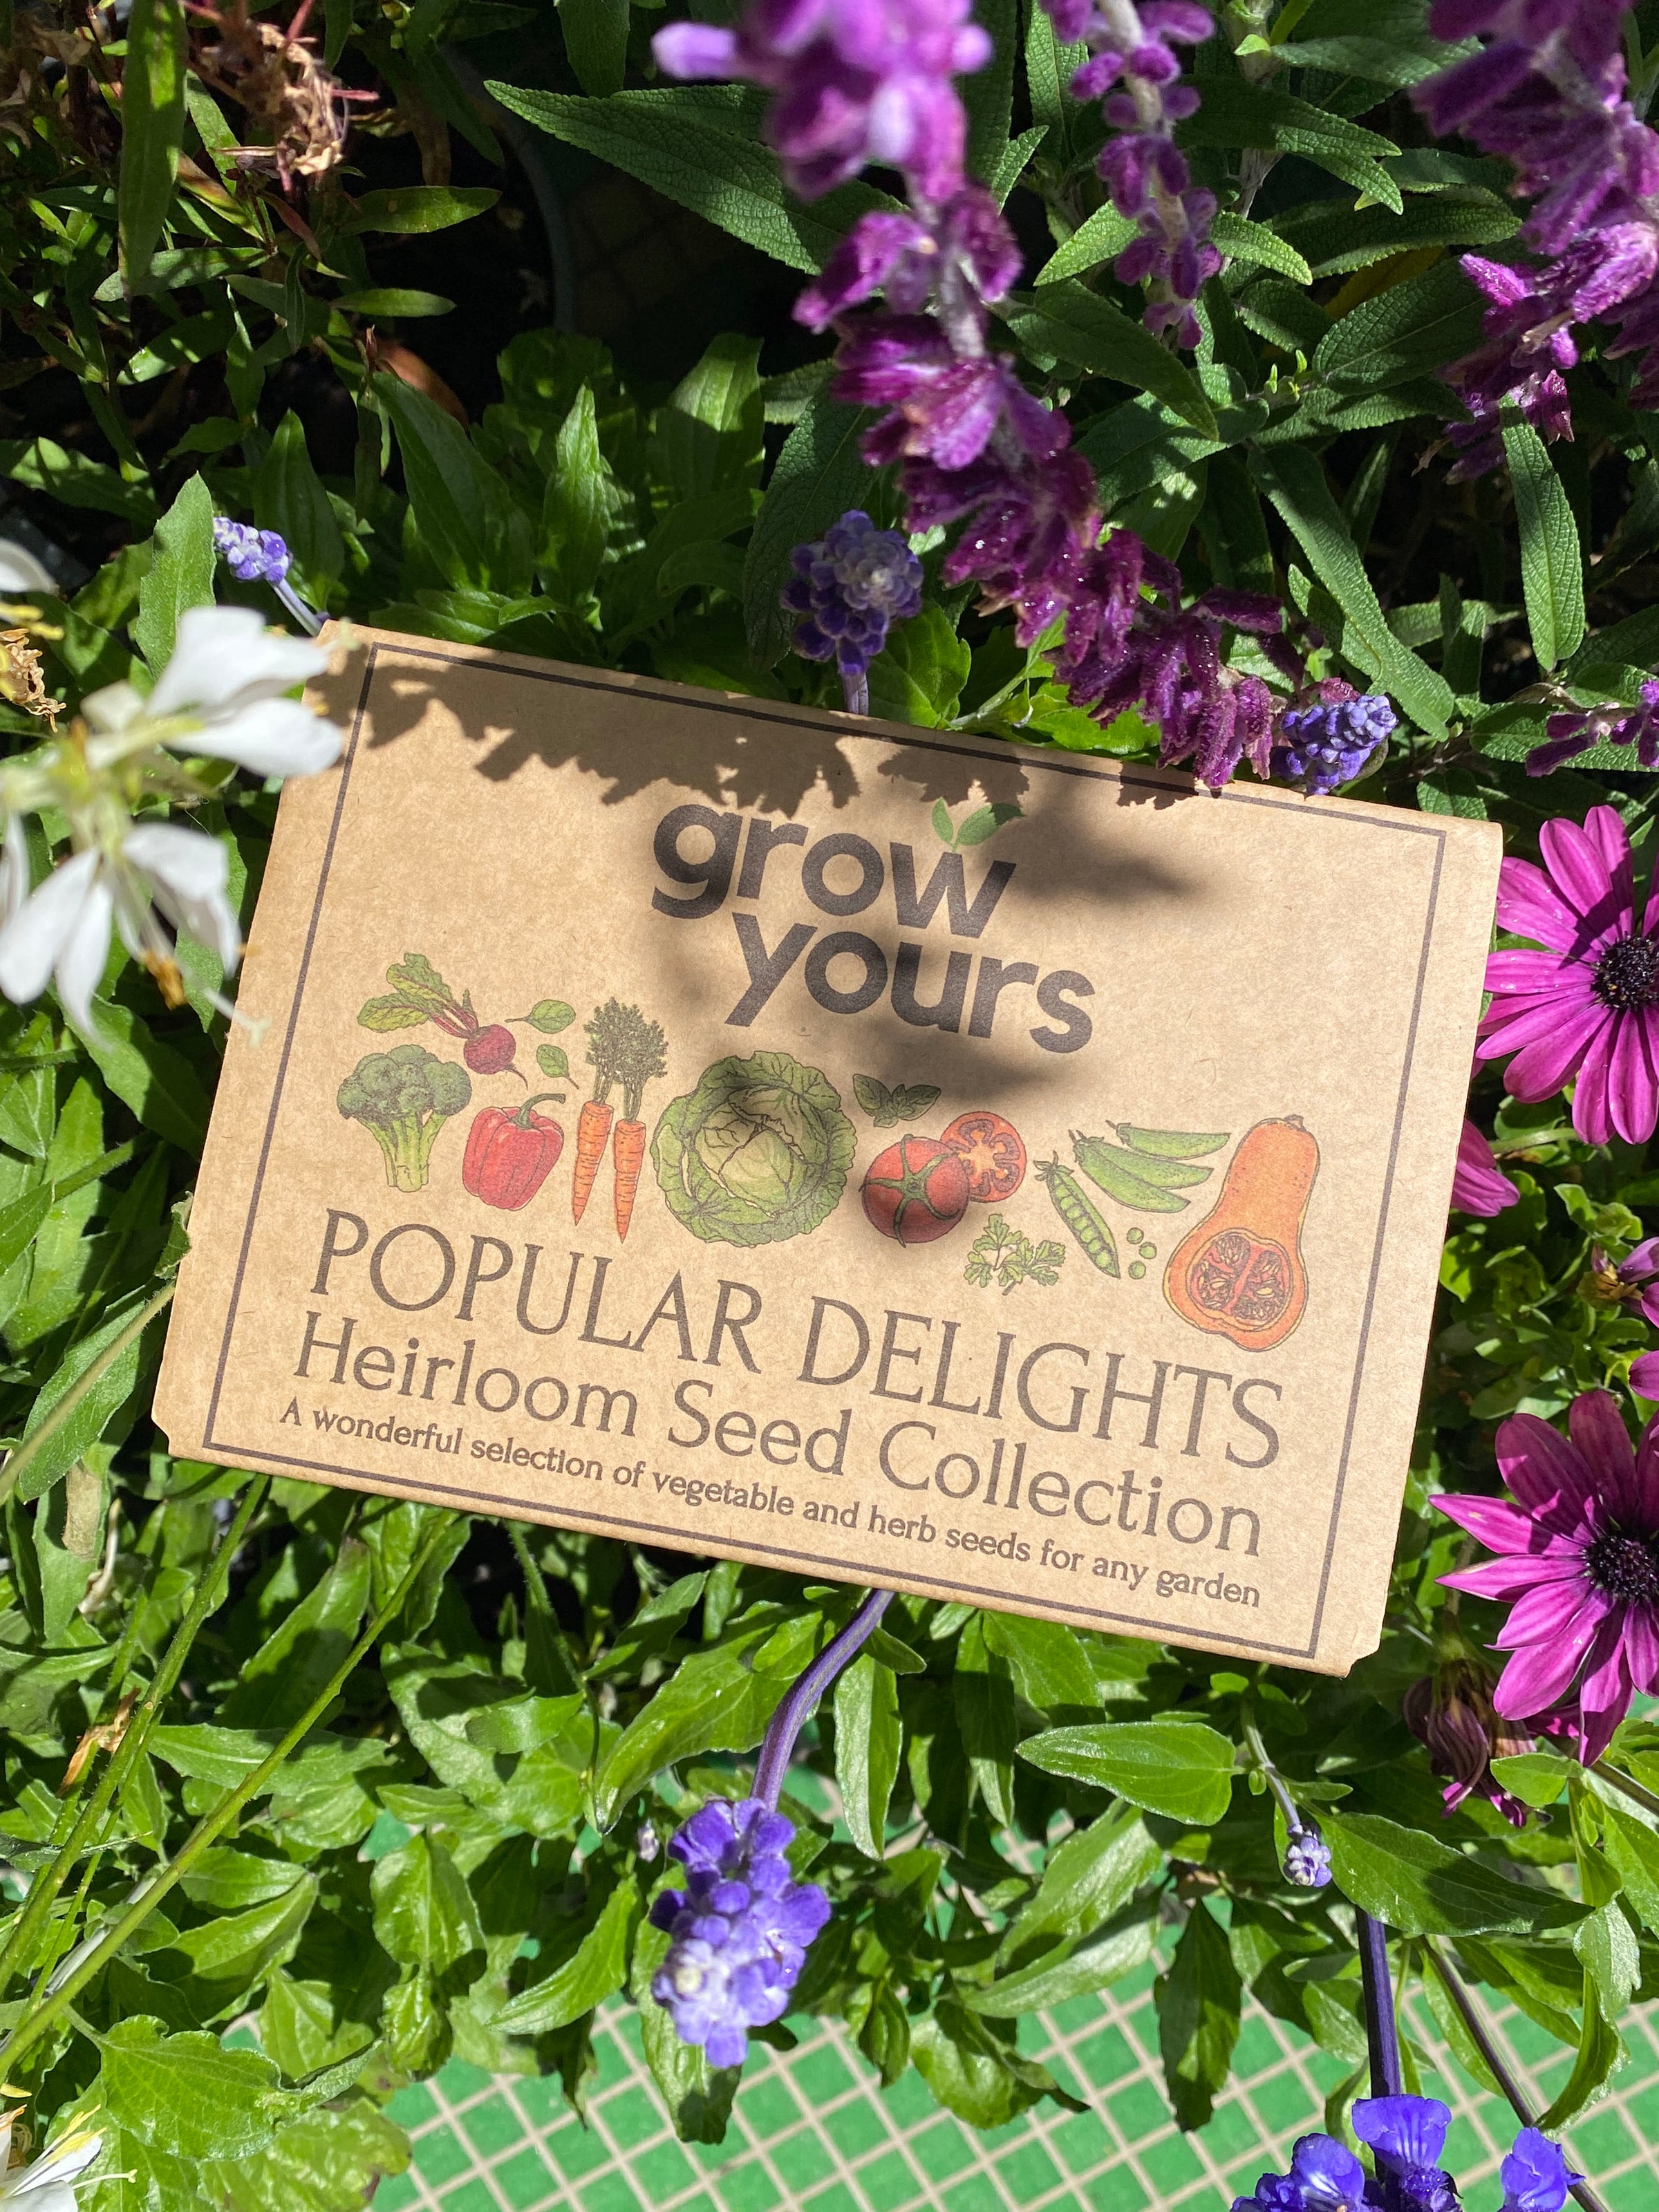 grow
yours
POPULAR DELIGHTS
Heirloom Seed Collection
A wonderful selection of vegetable and herb seeds for any garden